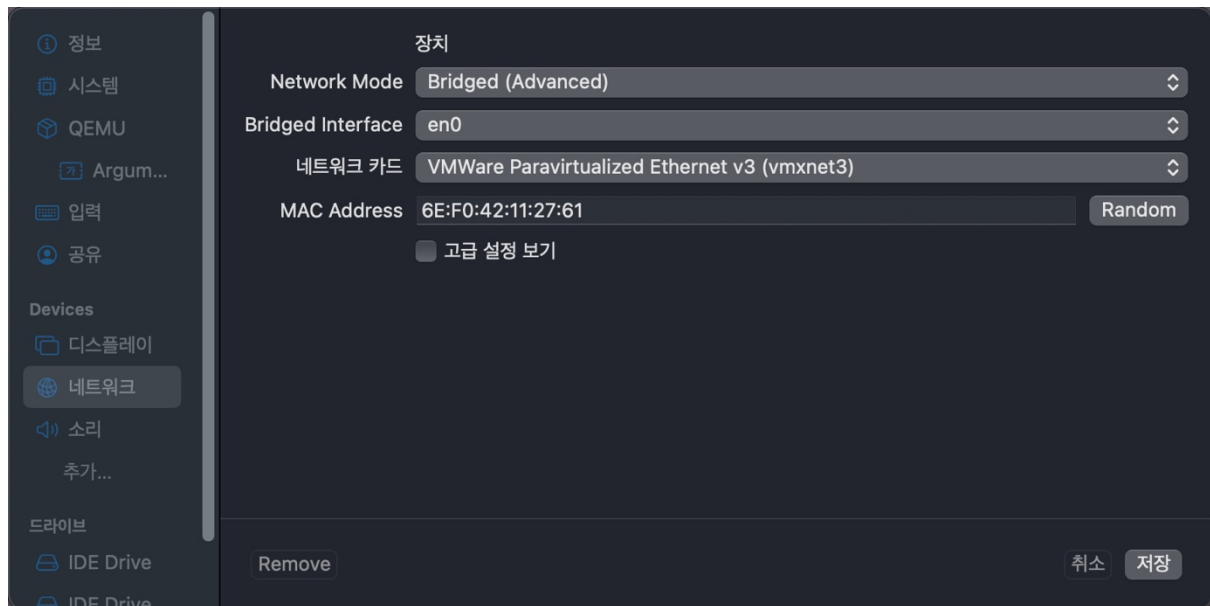 정보
시스템
QEMU
Argum...
입력
공유
Devices
디스플레이
네트워크
소리
추가...
드라이브
IDE Drive
IDE Drive
장치
Network Mode Bridged (Advanced)
Bridged Interface en0
네트워크 카드 VMWare Paravirtualized Ethernet v3 (vmxnet3)
MAC Address 6E:F0:42:11:27:61 Random
고급 설정 보기
Remove 취소 저장